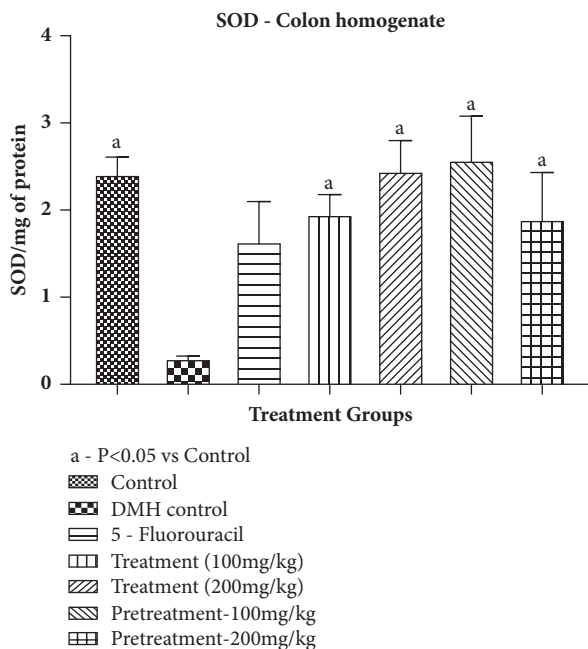 SOD - Colon homogenate
4
3
2
1
0
SOD/mg of protein
a
a
a
a
a
Treatment Groups
a - P<0.05 vs Control
Control
DMH control
5 - Fluorouracil
Treatment (100mg/kg)
Treatment (200mg/kg)
Pretreatment-100mg/kg
Pretreatment-200mg/kg